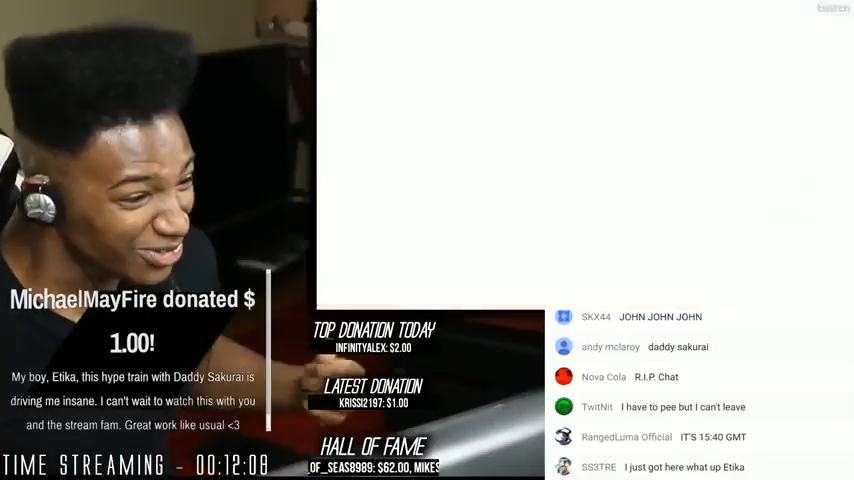 twitch
MichaelMayFire donated $
1.00!
My boy, Etika, this hype train with Daddy Sakurai is
driving me insane. I can't wait to watch this with you
and the stream fam. Great work like usual <3
TIME STREAMING - 00:12:08
TOP DONATION TODAY
INFINITYALEX: $2.00
LATEST DONATION
KRISSI2197: $1.00
HALL OF FAME
_OF_SEAS8989: $62.00, MIKES
SKX44 JOHN JOHN JOHN
andy mclaroy daddy sakurai
Nova Cola R.I.P. Chat
TwitNit I have to pee but I can't leave
RangedLuma Official IT'S 15:40 GMT
SS3TRE I just got here what up Etika